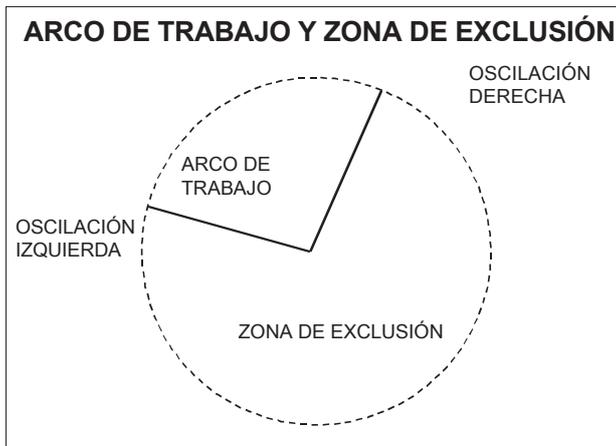 ARCO DE TRABAJO Y ZONA DE EXCLUSIÓN
OSCILACIÓN
DERECHA
ARCO DE
TRABAJO
OSCILACIÓN
IZQUIERDA
ZONA DE EXCLUSIÓN